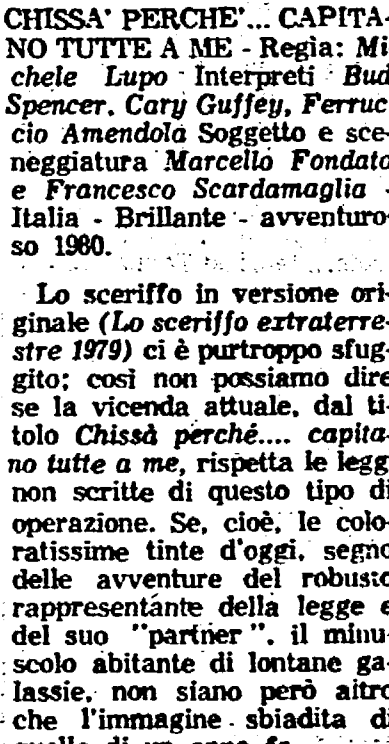 CHISSA' PERCHE'... CAPITA-
NO TUTTE A ME - Regìa: Mi
chele Lupo Interpreti Bud
Spencer, Cary Guffey, Ferruc
cio Amendola Soggetto e sce-
neggiatura Marcello Fondato
e Francesco Scardamaglia -
Italia - Brillante - avventuro-
so 1980.
Lo sceriffo in versione ori-
ginale (Lo sceriffo extraterre-
stre 1979) ci è purtroppo sfug-
gito; così non possiamo dire
se la vicenda attuale, dal ti-
tolo Chissà perché.... capita-
no tutte a me, rispetta le legg
non scritte di questo tipo di
operazione. Se, cioè, le colo-
ratissime tinte d'oggi, segno
delle avventure del robusto
rappresentante della legge e
del suo "partner", il minu-
scolo abitante di lontane ga-
lassie, non siano però altro
che l'immagine sbiadita di